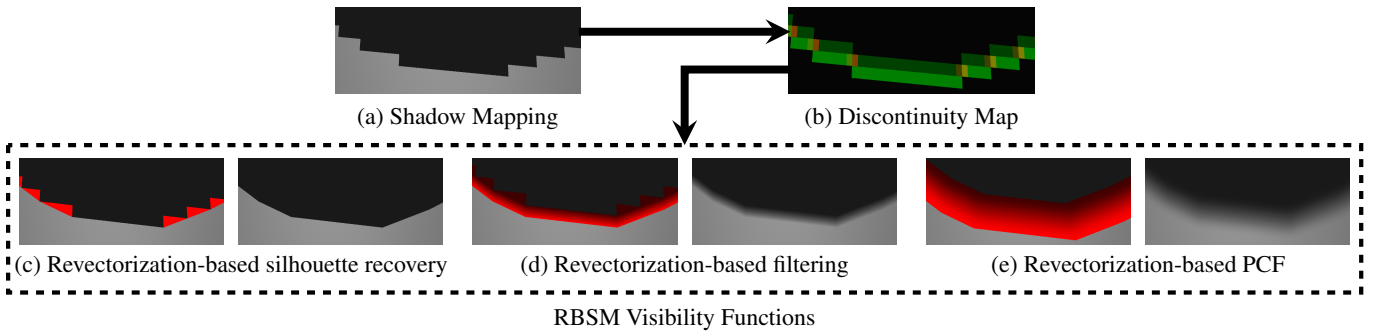 (a) Shadow Mapping
(b) Discontinuity Map
(c) Revectorization-based silhouette recovery
(d) Revectorization-based filtering
(e) Revectorization-based PCF
RBSM Visibility Functions